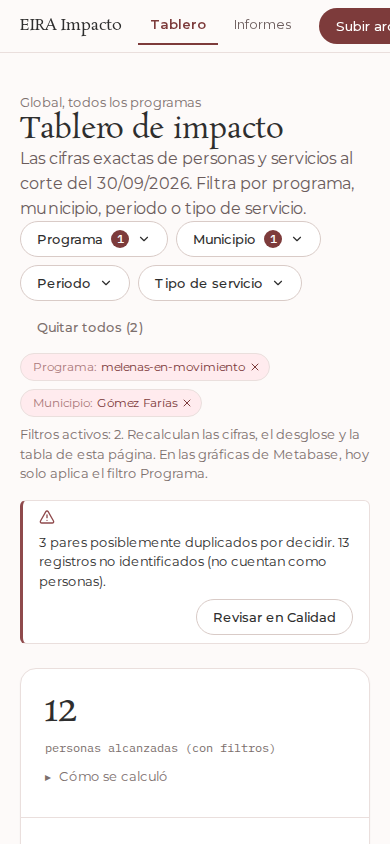 EIRA Impacto Tablero Informes Subir
Global, todos los programas
Tablero de impacto
Las cifras exactas de personas y servicios al
corte del 30/09/2026. Filtra por programa,
municipio, periodo o tipo de servicio.
Programa 1 Municipio 1
Periodo Tipo de servicio
Quitar todos (2)
Programa: melenas-en-movimiento
Municipio: Gómez Farías
Filtros activos: 2. Recalculan las cifras, el desglose y la
tabla de esta página. En las gráficas de Metabase, hoy
solo aplica el filtro Programa.
3 pares posiblemente duplicados por decidir. 13
registros no identificados (no cuentan como
personas).
Revisar en Calidad
12
personas alcanzadas (con filtros)
Cómo se calculó